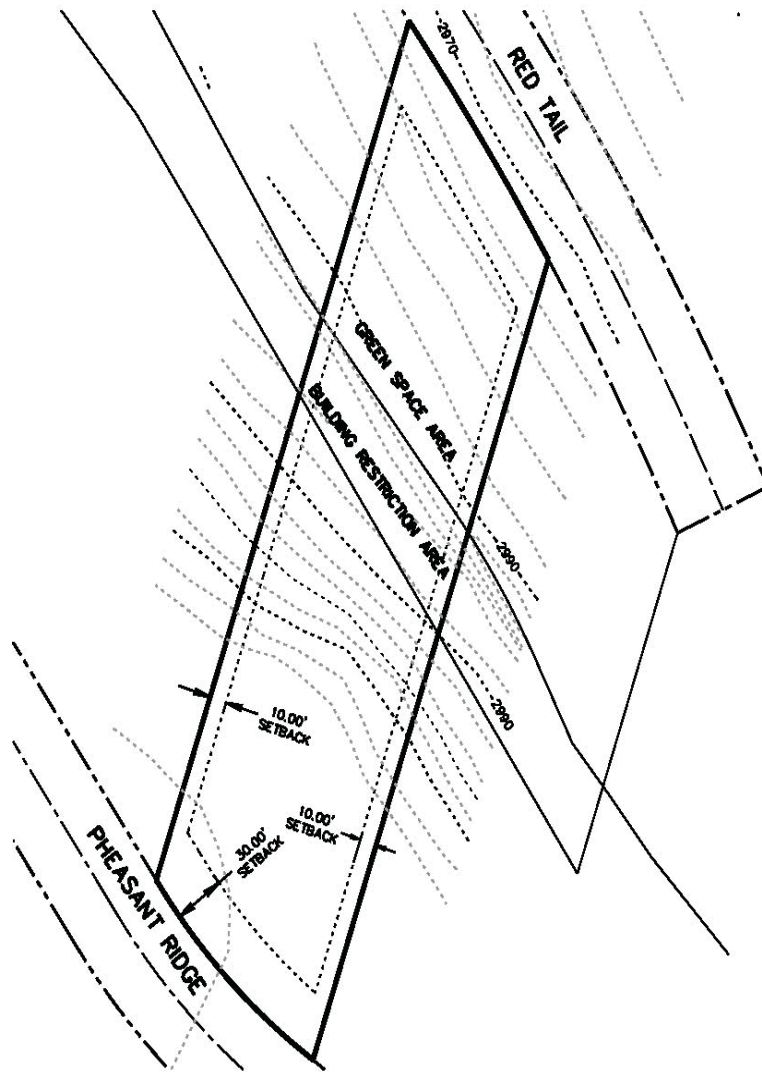 2970
RED TAIL
GREEN SPACE AREA
BUILDING RESTRICTION AREA
2990
2990
10.00'
SETBACK
10.00'
SETBACK
30.00'
SETBACK
PHEASANT RIDGE